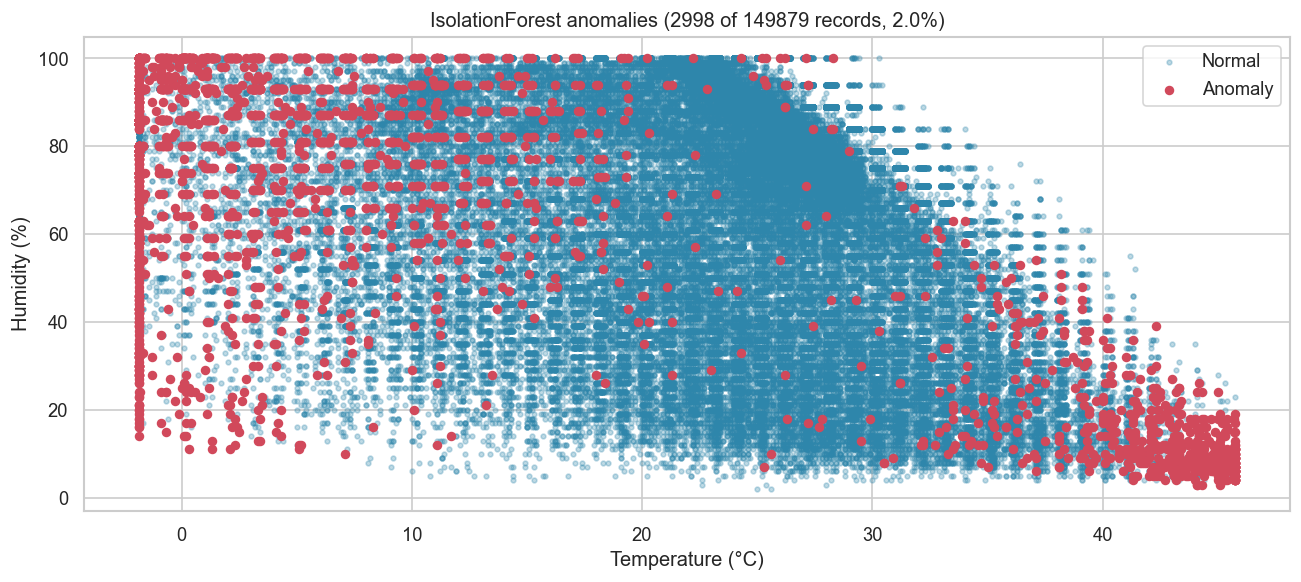 IsolationForest anomalies (2998 of 149879 records, 2.0%)
Normal
Anomaly
Humidity (%)
100
80
60
40
20
0
0
10
20
30
40
Temperature (°C)